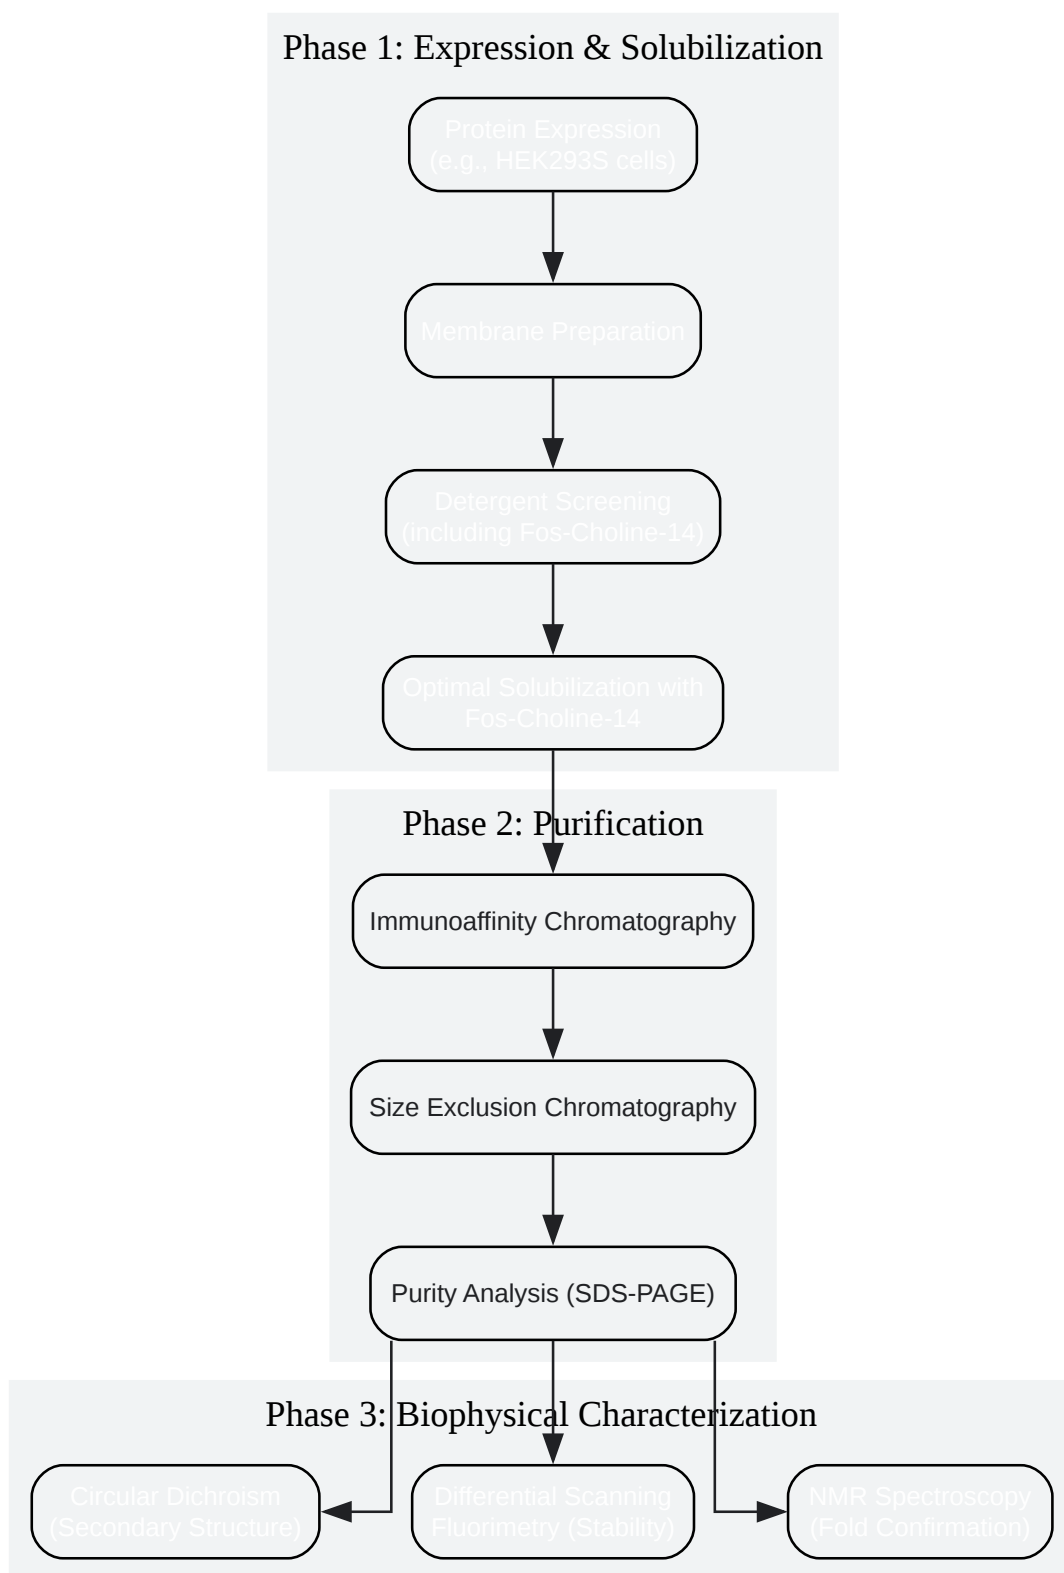 Phase 1: Expression & Solubilization
Protein Expression
(e.g., HEK293S cells)
Membrane Preparation
Detergent Screening
(including Fos-Choline-14)
Optimal Solubilization with
Fos-Choline-14
Phase 2: Purification
Immunoaffinity Chromatography
Size Exclusion Chromatography
Purity Analysis (SDS-PAGE)
Phase 3: Biophysical Characterization
Circular Dichroism
(Secondary Structure)
Differential Scanning
Fluorimetry (Stability)
NMR Spectroscopy
(Fold Confirmation)